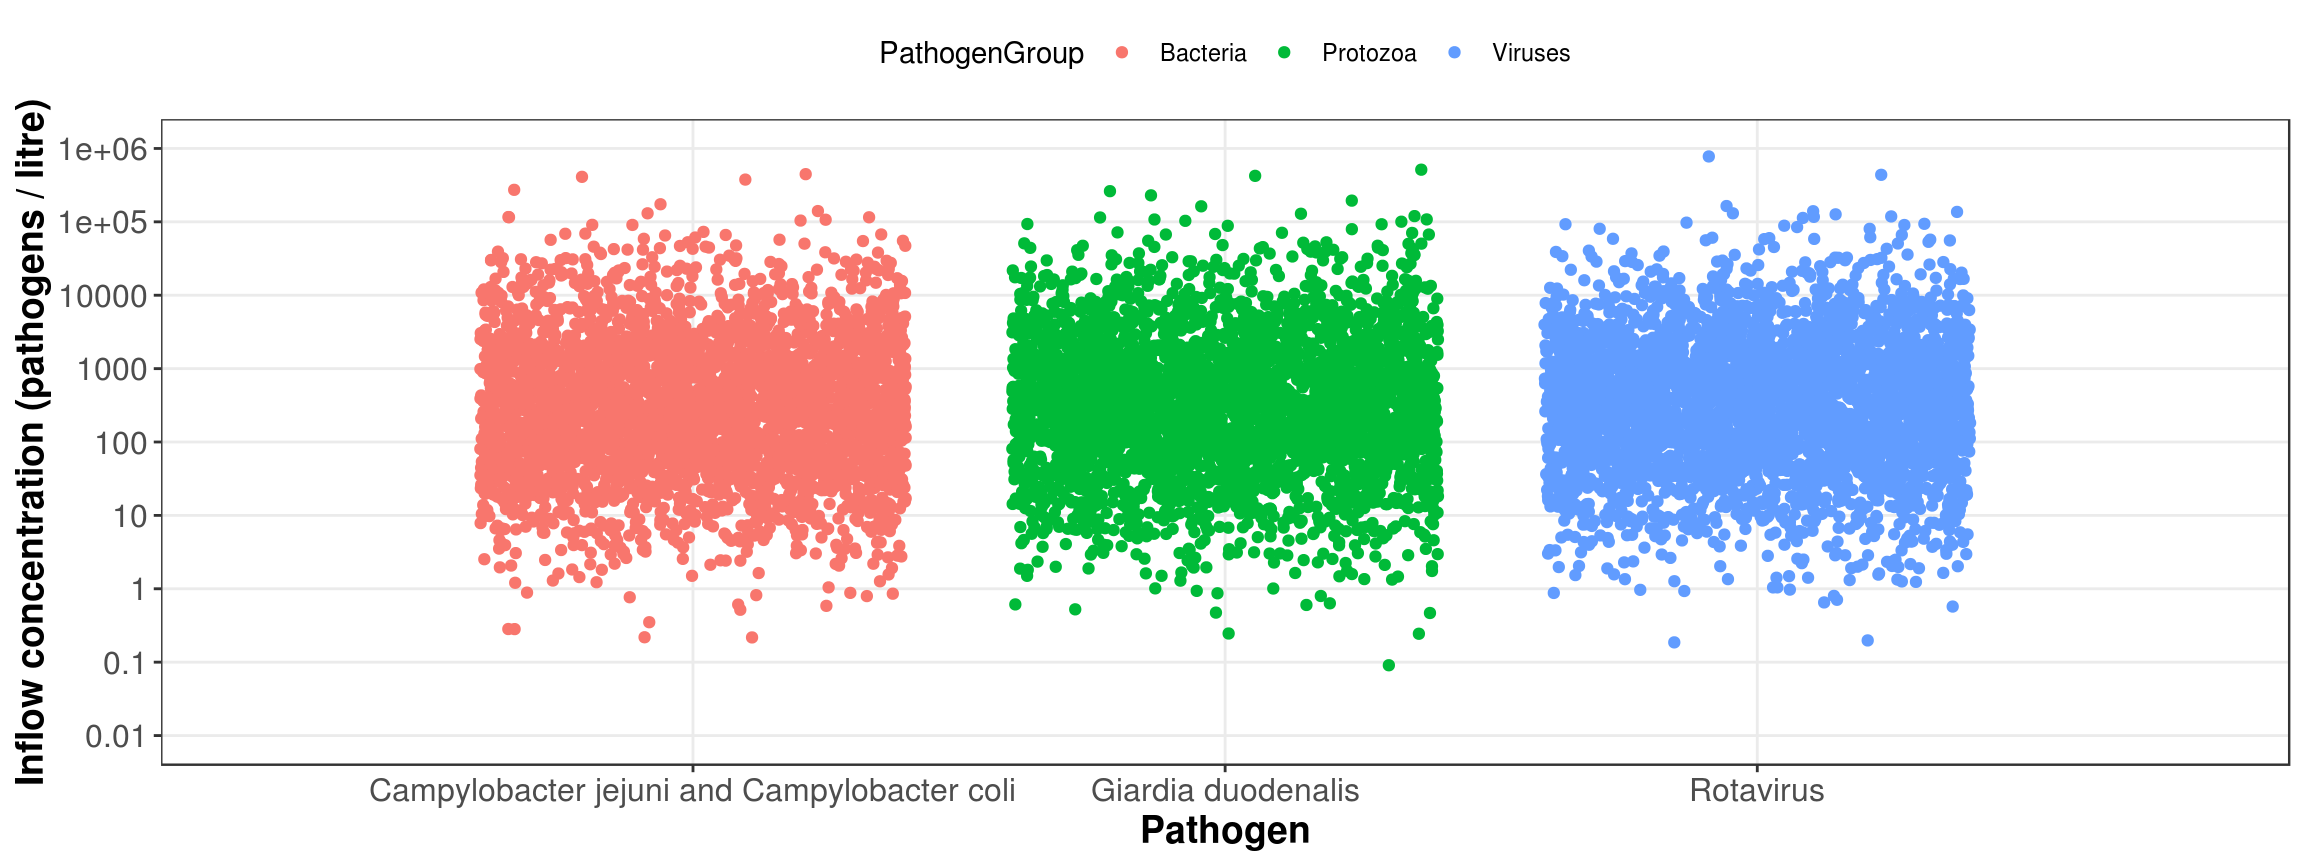 PathogenGroup Bacteria Protozoa Viruses
Inflow concentration (pathogens / litre)
1e+06
1e+05
10000
1000
100
10
1
0.1
0.01
Campylobacter jejuni and Campylobacter coli Giardia duodenalis Rotavirus
Pathogen